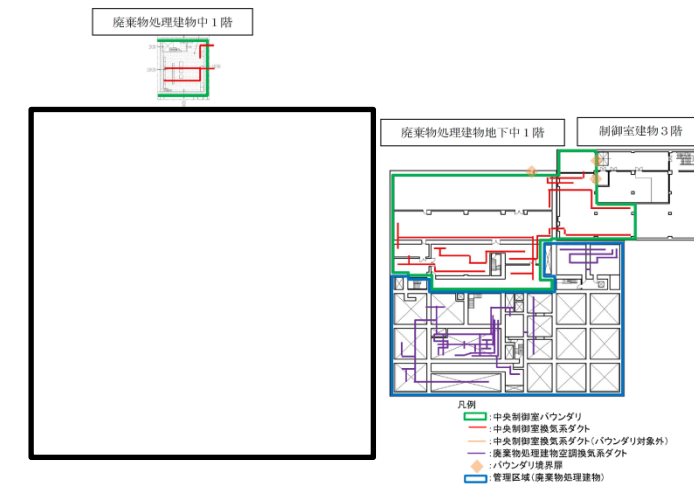 廃棄物処理建物中１階
廃棄物処理建物地下中１階
制御室建物３階
凡例
:中央制御室バウンダリ
:中央制御室換気系ダクト
:中央制御室換気系ダクト(バウンダリ対象外)
:廃棄物処理建物空調換気系ダクト
:バウンダリ境界扉
:管理区域(廃棄物処理建物)